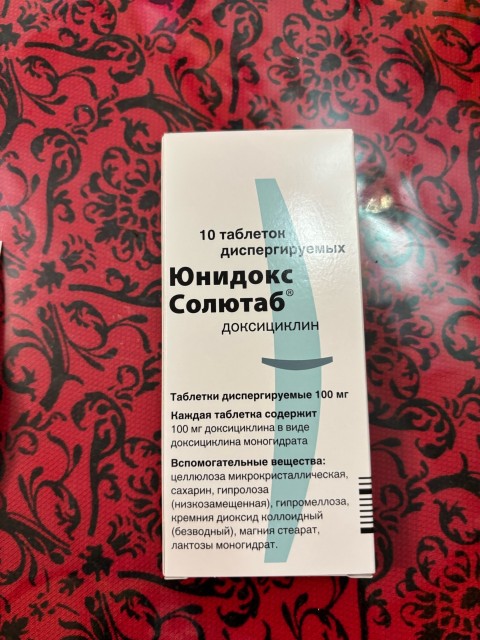 10 таблеток
диспергируемых
Юнидокс
Солютаб®
доксициклин
Таблетки диспергируемые 100 мг
Каждая таблетка содержит
100 мг доксициклина в виде
доксициклина моногидрата
Вспомогательные вещества:
целлюлоза микрокристаллическая,
сахарин, гипролоза
(низкозамещенная), гипромеллоза,
кремния диоксид коллоидный
(безводный), магния стеарат,
лактозы моногидрат.